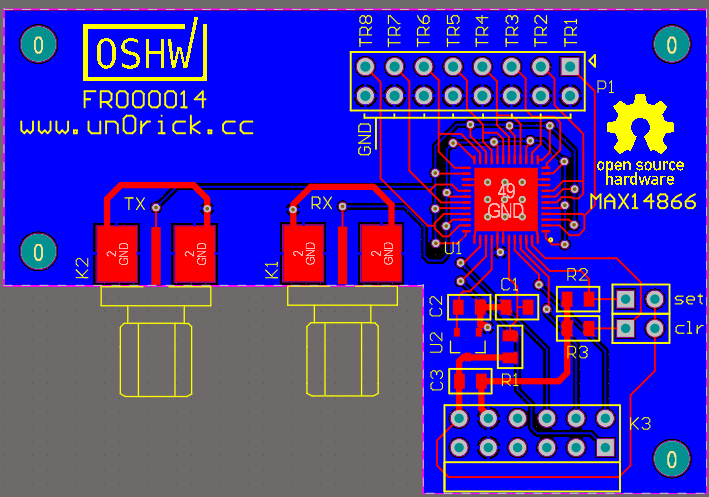 TR8 TR7 TR6 TR5 TR4 TR3 TR2 TR1
0
OSHW
0
P1
FR000014
www.un0rick.cc
GND
open source
hardware
MAX14866
49
GND
TX
RX
U1
0
K2
2
GND
2
GND
K1
2
GND
2
GND
R2
C1
C2
set
clr
U2
R3
C3
R1
K3
0